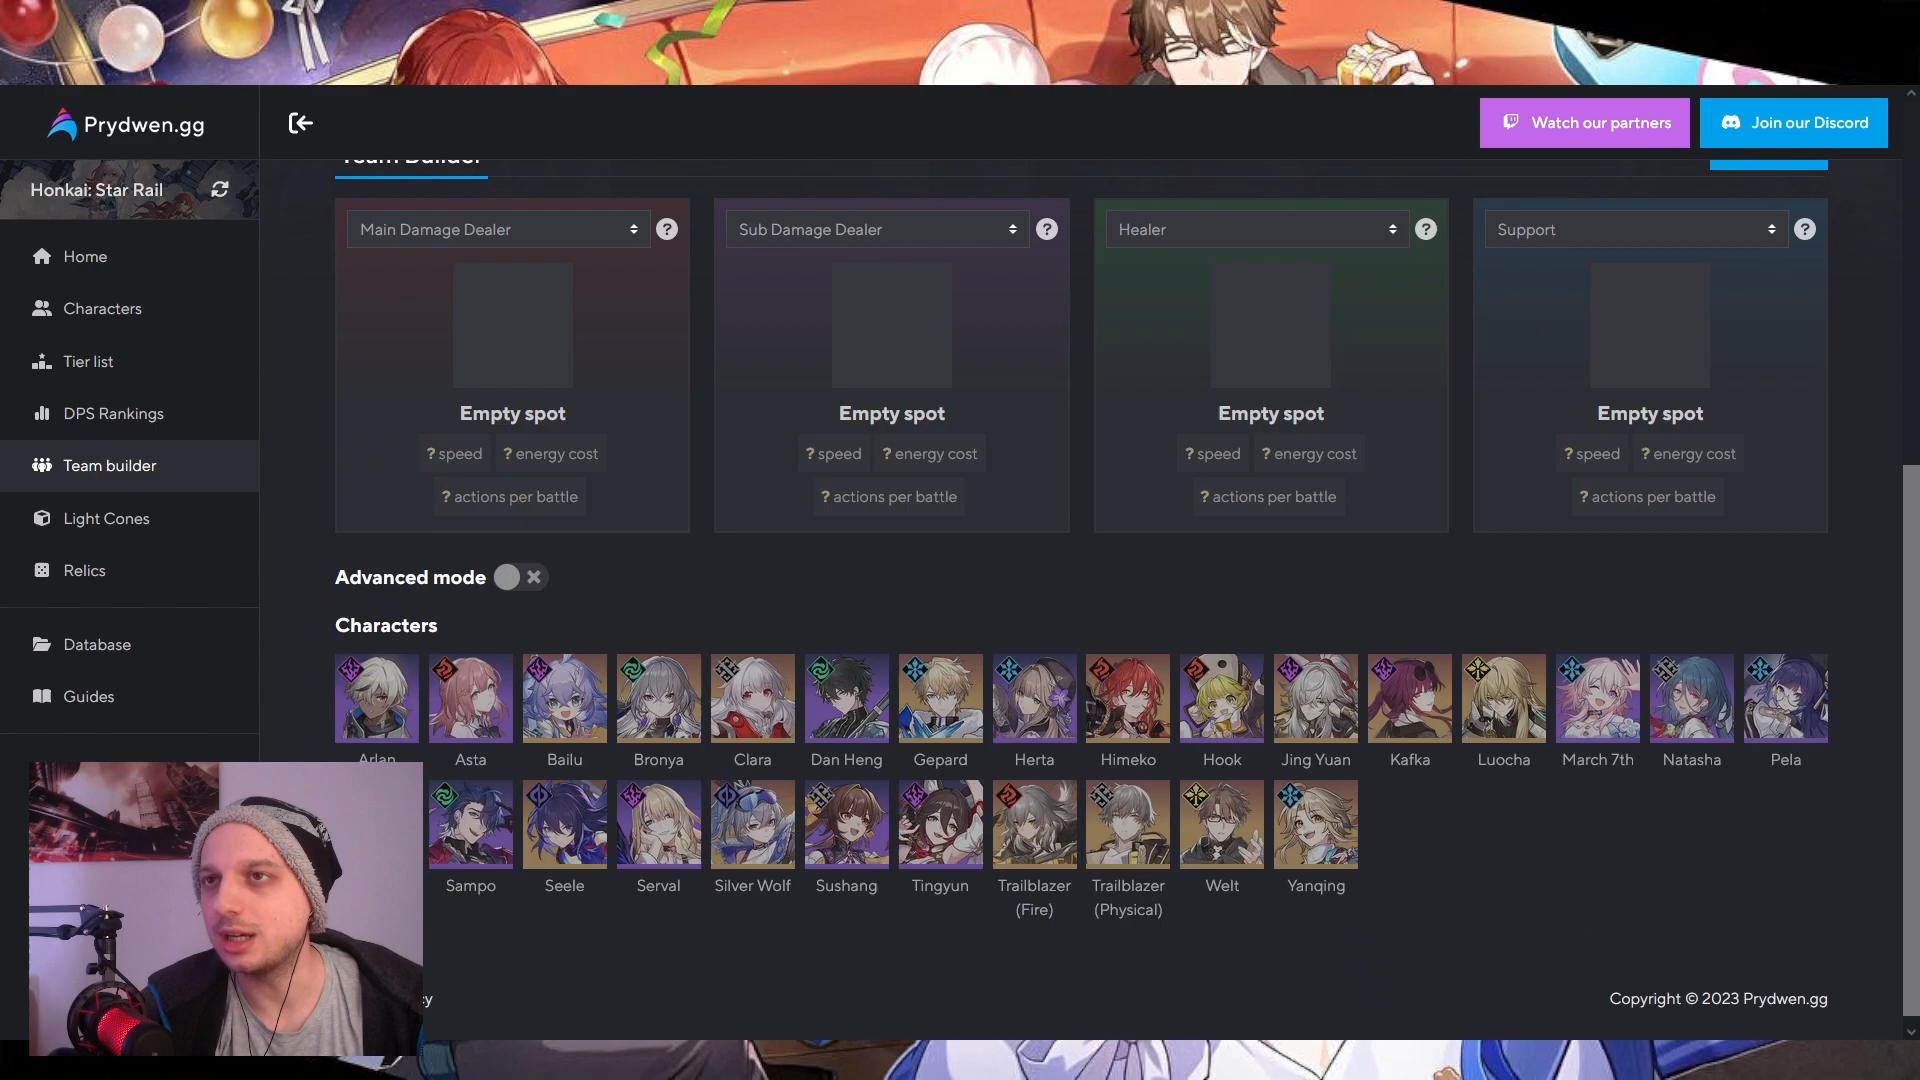 Prydwen.gg
Watch our partners
Join our Discord
Honkai: Star Rail
Home
Characters
Tier list
DPS Rankings
Team builder
Light Cones
Relics
Database
Guides
Team Builder
Main Damage Dealer ?
Sub Damage Dealer ?
Healer ?
Support ?
Empty spot
? speed ? energy cost
? actions per battle
Empty spot
? speed ? energy cost
? actions per battle
Empty spot
? speed ? energy cost
? actions per battle
Empty spot
? speed ? energy cost
? actions per battle
Advanced mode
Characters
Arlan Asta Bailu Bronya Clara Dan Heng Gepard Herta Himeko Hook Jing Yuan Kafka Luocha March 7th Natasha Pela
Sampo Seele Serval Silver Wolf Sushang Tingyun Trailblazer (Fire) Trailblazer (Physical) Welt Yanqing
cy
Copyright © 2023 Prydwen.gg